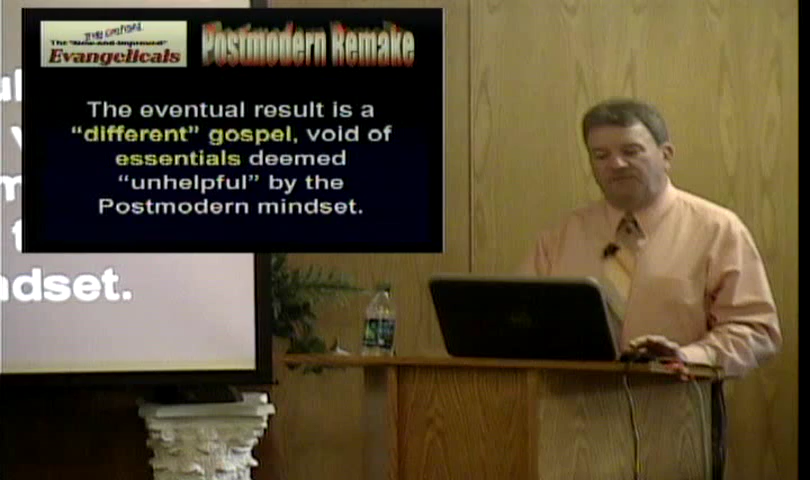 The "New-And-Improved"
Evangelicals
Postmodern Remake
The eventual result is a
"different" gospel, void of
essentials deemed
"unhelpful" by the
Postmodern mindset.
ndset.